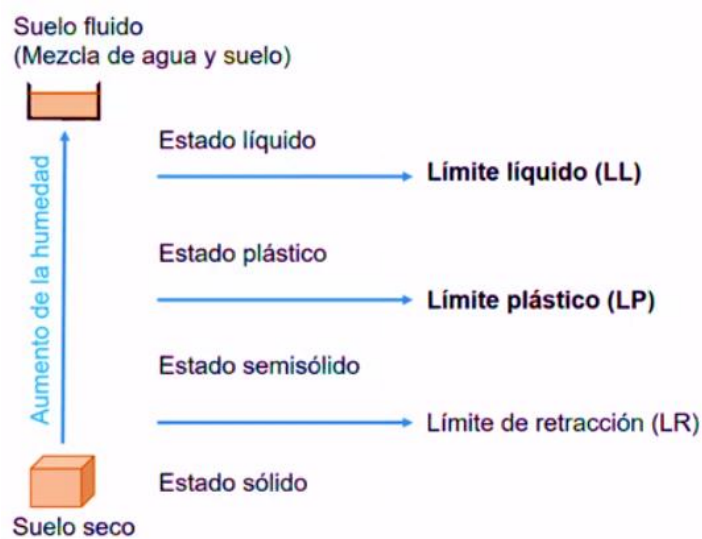 Suelo fluido
(Mezcla de agua y suelo)
Estado líquido
Límite líquido (LL)
Aumento de la humedad
Estado plástico
Límite plástico (LP)
Estado semisólido
Límite de retracción (LR)
Estado sólido
Suelo seco